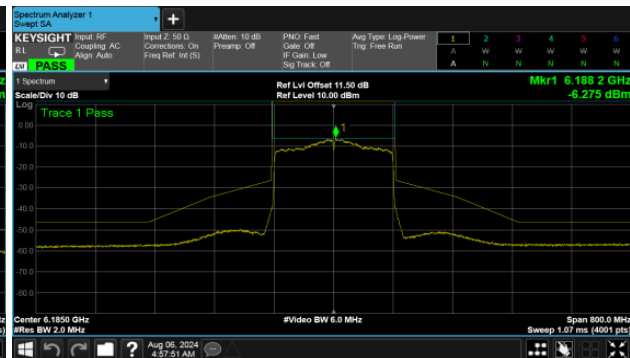 Spectrum Analyzer 1
Swept SA
+
KEYSIGHT Input: RF Input Z: 50 Ω #Atten: 10 dB PNO: Fast Avg Type: Log-Power 1 2 3 4 5 6
RL Coupling: AC Corrections: On Preamp: Off Gate: Off Trig: Free Run
Align: Auto Freq Ref: Int (S) IF Gain: Low A W W W W W
LXI PASS Sig Track: Off A N N N N N
1 Spectrum Ref Lvl Offset 11.50 dB Mkr1 6.188 2 GHz
Scale/Div 10 dB Ref Level 10.00 dBm -6.275 dBm
Log
Trace 1 Pass
0.00
1
-10.0
-20.0
-30.0
-40.0
-50.0
-60.0
-70.0
-80.0
Center 6.1850 GHz #Video BW 6.0 MHz Span 800.0 MHz
#Res BW 2.0 MHz Sweep 1.07 ms (4001 pts)
? Aug 06, 2024
4:57:51 AM